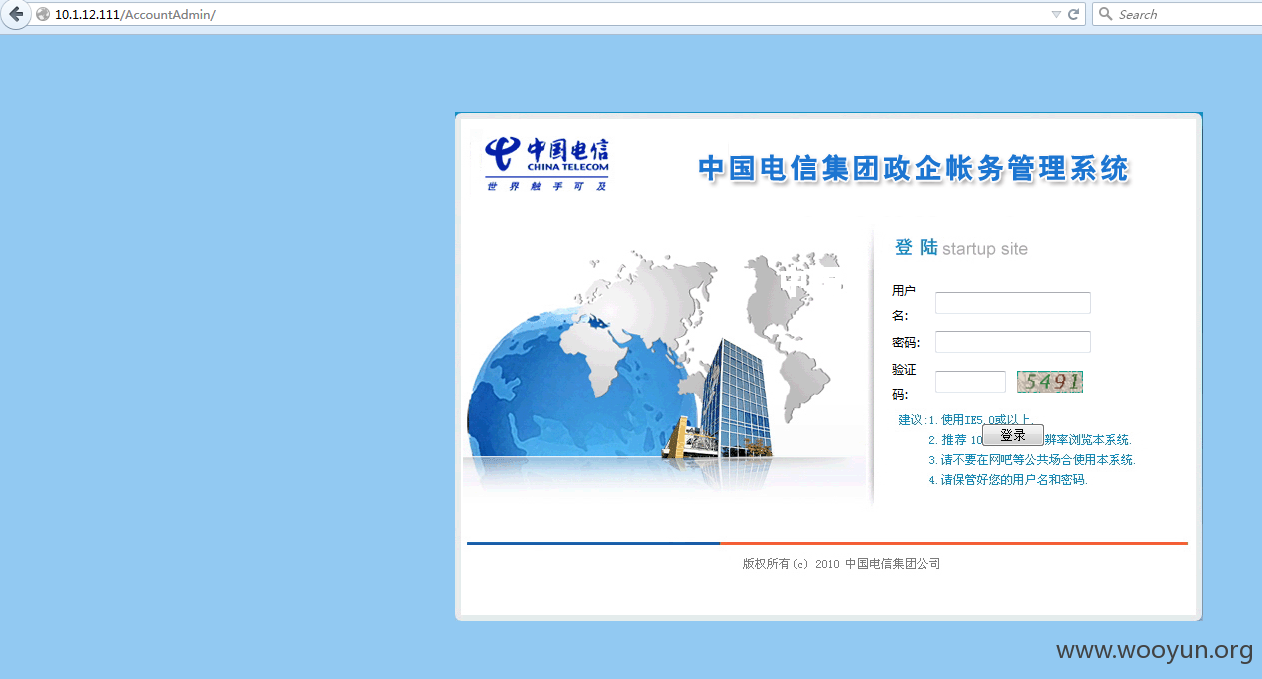 10.1.12.111/AccountAdmin/
Search
中国电信
CHINA TELECOM
世界触手可及
中国电信集团政企帐务管理系统
登 陆 startup site
用户
名:
密码:
验证
码:
5491
建议:1. 使用IE5.0或以上.
2. 推荐 10
登录
辨率浏览本系统.
3. 请不要在网吧等公共场合使用本系统.
4. 请保管好您的用户名和密码.
版权所有(c) 2010 中国电信集团公司
www.wooyun.org